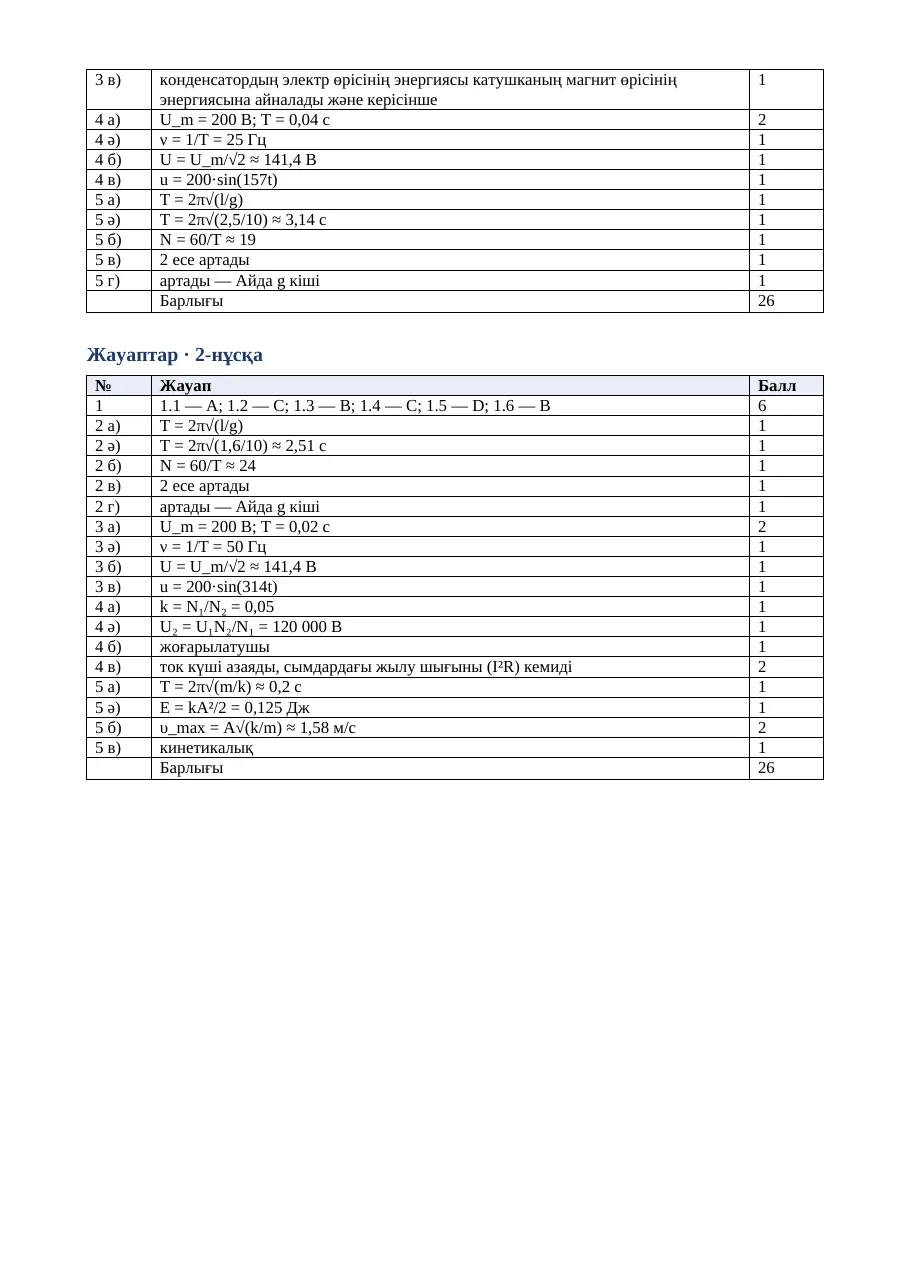 3 в) конденсатордың электр өрісінің энергиясы катушканың магнит өрісінің 1
энергиясына айналады және керісінше
4 а) U_m = 200 В; T = 0,04 с 2
4 ә) ν = 1/T = 25 Гц 1
4 б) U = U_m/√2 ≈ 141,4 В 1
4 в) u = 200·sin(157t) 1
5 а) T = 2π√(l/g) 1
5 ә) T = 2π√(2,5/10) ≈ 3,14 с 1
5 б) N = 60/T ≈ 19 1
5 в) 2 есе артады 1
5 г) артады — Айда g кіші 1
Барлығы 26
Жауаптар · 2-нұсқа
№ Жауап Балл
1 1.1 — A; 1.2 — C; 1.3 — B; 1.4 — C; 1.5 — D; 1.6 — B 6
2 а) T = 2π√(l/g) 1
2 ә) T = 2π√(1,6/10) ≈ 2,51 с 1
2 б) N = 60/T ≈ 24 1
2 в) 2 есе артады 1
2 г) артады — Айда g кіші 1
3 а) U_m = 200 В; T = 0,02 с 2
3 ә) ν = 1/T = 50 Гц 1
3 б) U = U_m/√2 ≈ 141,4 В 1
3 в) u = 200·sin(314t) 1
4 а) k = N₁/N₂ = 0,05 1
4 ә) U₂ = U₁N₂/N₁ = 120 000 В 1
4 б) жоғарылатушы 1
4 в) ток күші азаяды, сымдардағы жылу шығыны (I²R) кемиді 2
5 а) T = 2π√(m/k) ≈ 0,2 с 1
5 ә) E = kA²/2 = 0,125 Дж 1
5 б) υ_max = A√(k/m) ≈ 1,58 м/с 2
5 в) кинетикалық 1
Барлығы 26